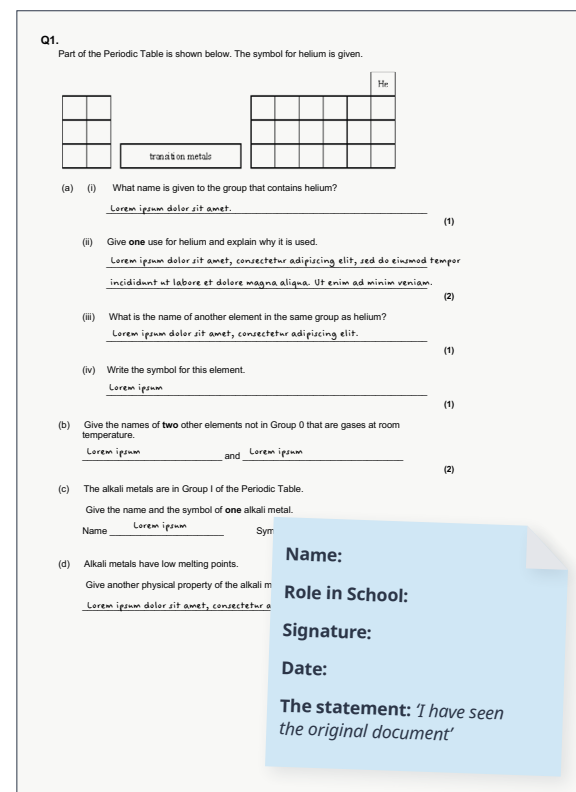 Q1.
Part of the Periodic Table is shown below. The symbol for helium is given.
He
transition metals
(a) (i) What name is given to the group that contains helium?
Lorem ipsum dolor sit amet.
(1)
(ii) Give one use for helium and explain why it is used.
Lorem ipsum dolor sit amet, consectetur adipiscing elit, sed do eiusmod tempor
incididunt ut labore et dolore magna aliqua. Ut enim ad minim veniam.
(2)
(iii) What is the name of another element in the same group as helium?
Lorem ipsum dolor sit amet, consectetur adipiscing elit.
(1)
(iv) Write the symbol for this element.
Lorem ipsum
(1)
(b) Give the names of two other elements not in Group 0 that are gases at room
temperature.
Lorem ipsum and Lorem ipsum
(2)
(c) The alkali metals are in Group I of the Periodic Table.
Give the name and the symbol of one alkali metal.
Name Lorem ipsum
(d) Alkali metals have low melting points.
Give another physical property of the alkali
Lorem ipsum dolor sit amet, consectetur
Name:
Role in School:
Signature:
Date:
The statement: ‘I have seen
the original document’